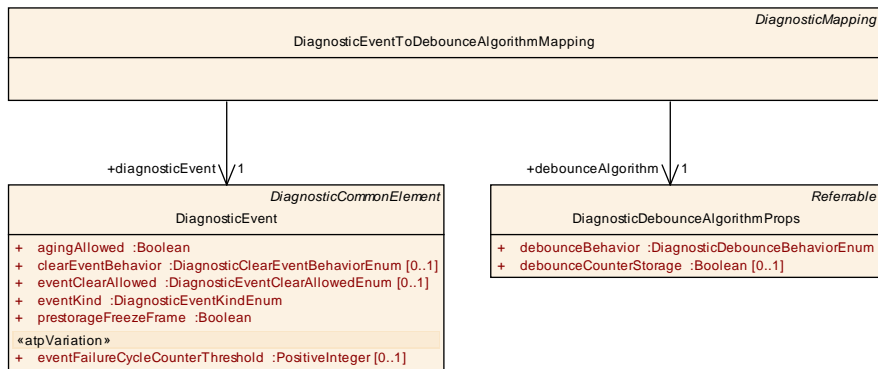 DiagnosticMapping
DiagnosticEventToDebounceAlgorithmMapping
+diagnosticEvent 1
+debounceAlgorithm 1
DiagnosticCommonElement
DiagnosticEvent
+ agingAllowed :Boolean
+ clearEventBehavior :DiagnosticClearEventBehaviorEnum [0..1]
+ eventClearAllowed :DiagnosticEventClearAllowedEnum [0..1]
+ eventKind :DiagnosticEventKindEnum
+ prestorageFreezeFrame :Boolean
«atpVariation»
+ eventFailureCycleCounterThreshold :PositiveInteger [0..1]
Referrable
DiagnosticDebounceAlgorithmProps
+ debounceBehavior :DiagnosticDebounceBehaviorEnum
+ debounceCounterStorage :Boolean [0..1]